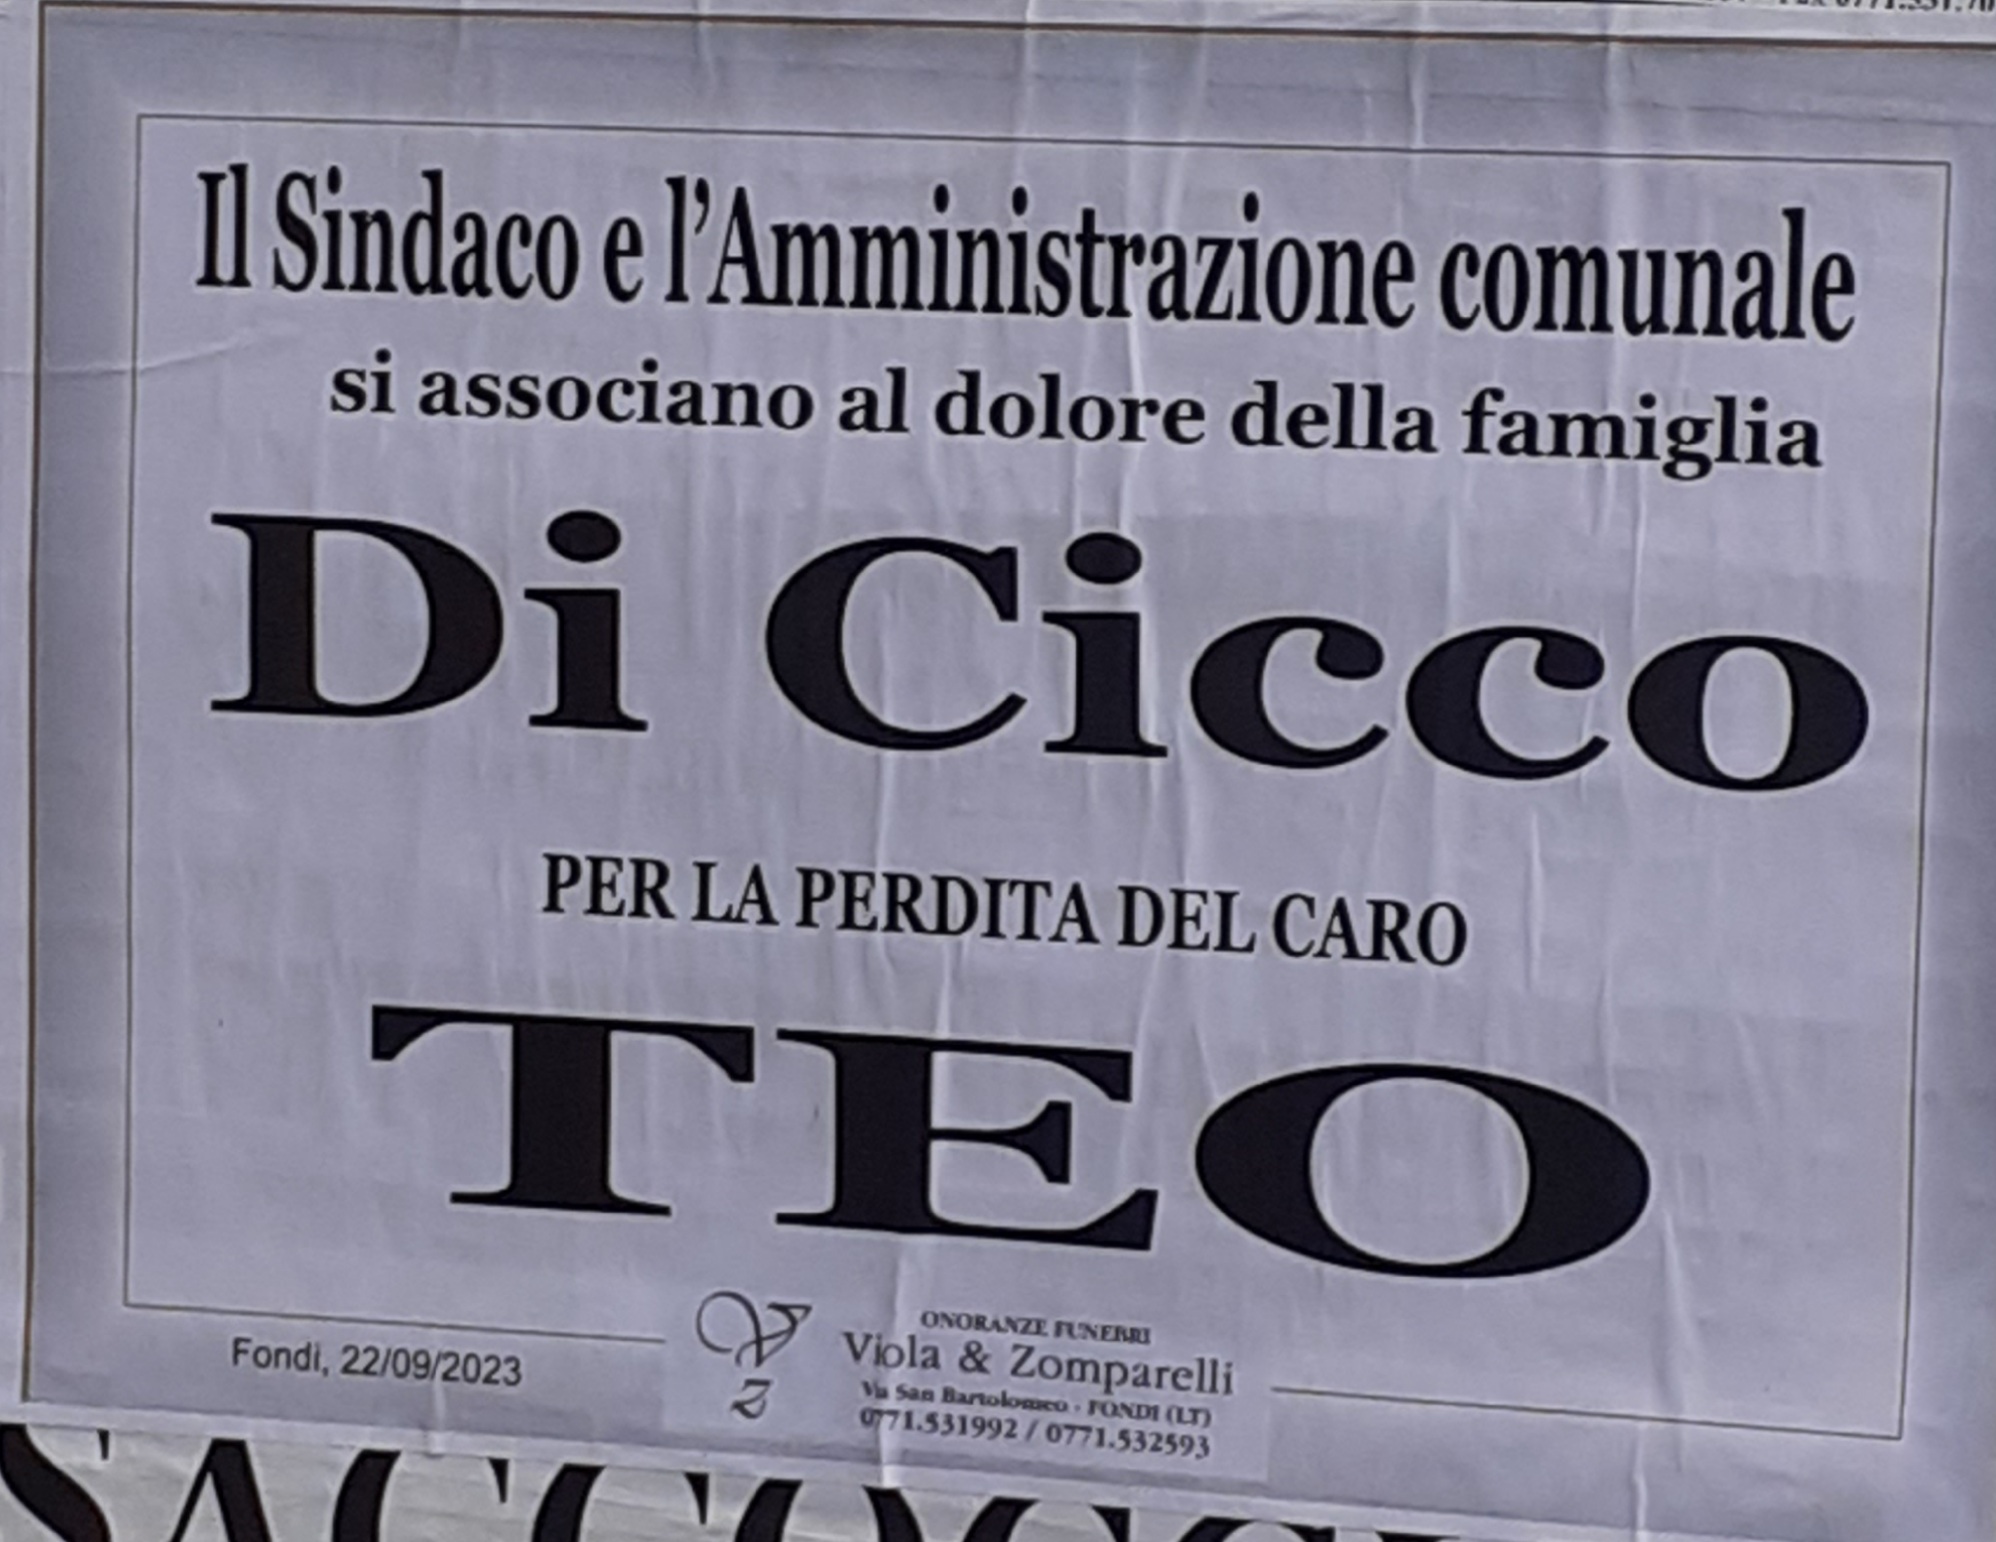 Il Sindaco e l'Amministrazione comunale
si associano al dolore della famiglia
Di Cicco
PER LA PERDITA DEL CARO
TEO
Fondi, 22/09/2023
V
Z
ONORANZE FUNEBRI
Viola & Zomparelli
Via San Bartolomeo - FONDI (LT)
0771.531992 / 0771.532593